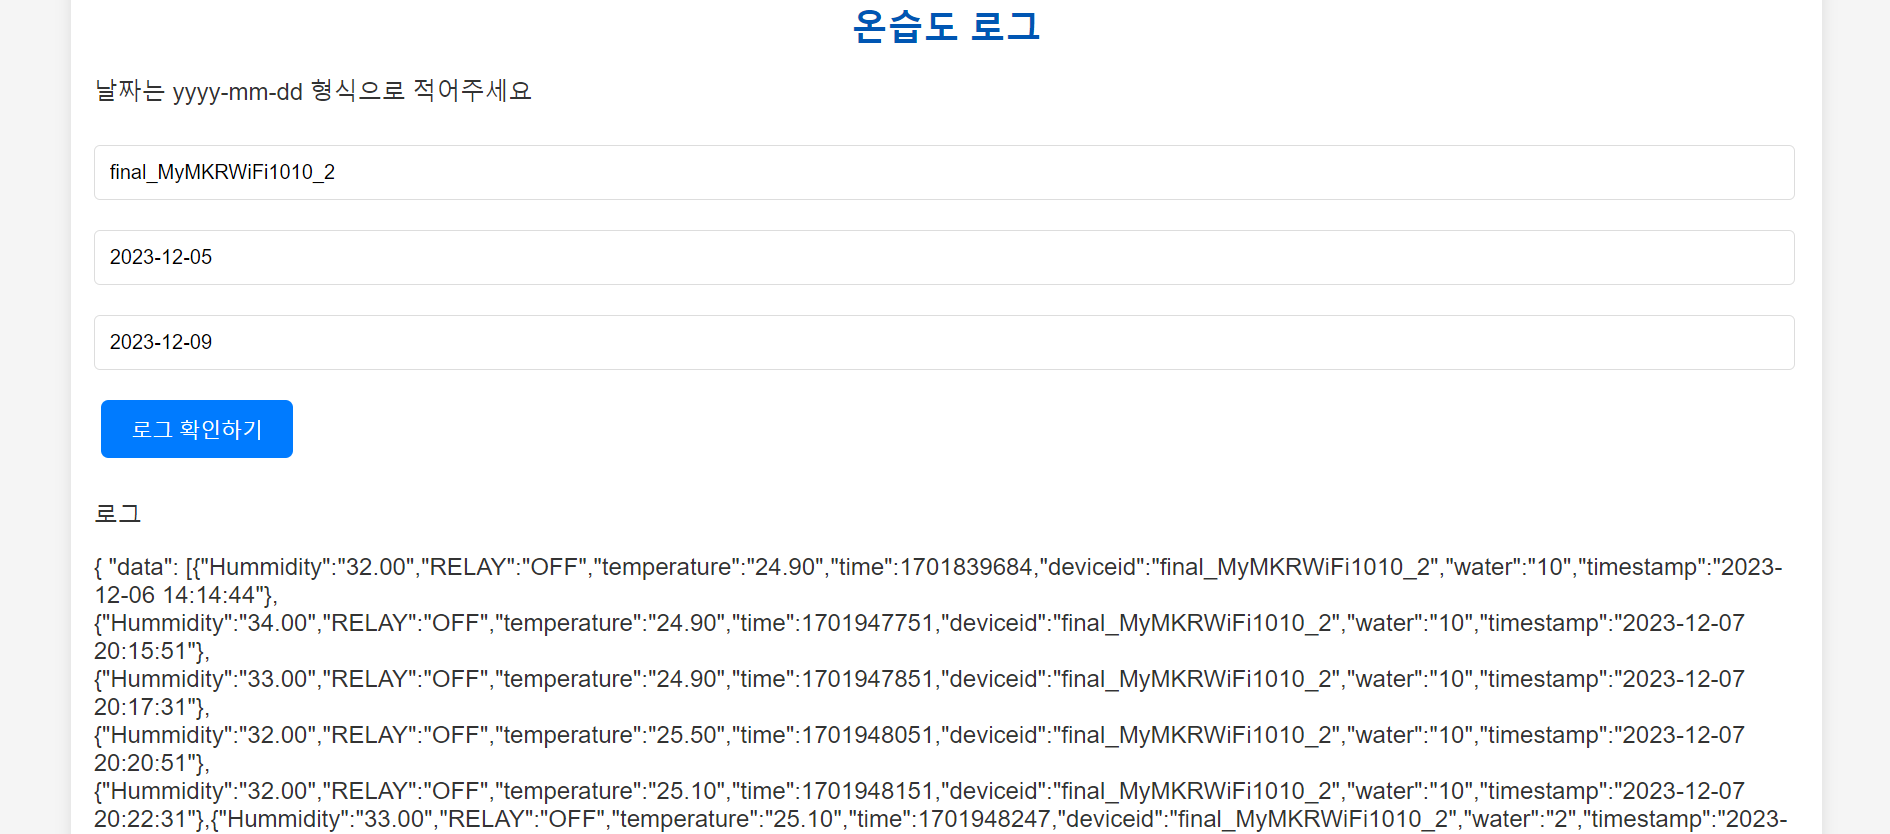 온습도 로그
날짜는 yyyy-mm-dd 형식으로 적어주세요
final_MyMKRWiFi1010_2
2023-12-05
2023-12-09
로그 확인하기
로그
{ "data": [{"Hummidity":"32.00","RELAY":"OFF","temperature":"24.90","time":1701839684,"deviceid":"final_MyMKRWiFi1010_2","water":"10","timestamp":"2023-
12-06 14:14:44"},
{"Hummidity":"34.00","RELAY":"OFF","temperature":"24.90","time":1701947751,"deviceid":"final_MyMKRWiFi1010_2","water":"10","timestamp":"2023-12-07
20:15:51"},
{"Hummidity":"33.00","RELAY":"OFF","temperature":"24.90","time":1701947851,"deviceid":"final_MyMKRWiFi1010_2","water":"10","timestamp":"2023-12-07
20:17:31"},
{"Hummidity":"32.00","RELAY":"OFF","temperature":"25.50","time":1701948051,"deviceid":"final_MyMKRWiFi1010_2","water":"10","timestamp":"2023-12-07
20:20:51"},
{"Hummidity":"32.00","RELAY":"OFF","temperature":"25.10","time":1701948151,"deviceid":"final_MyMKRWiFi1010_2","water":"10","timestamp":"2023-12-07
20:22:31"},{"Hummidity":"33.00","RELAY":"OFF","temperature":"25.10","time":1701948247,"deviceid":"final_MyMKRWiFi1010_2","water":"2","timestamp":"2023-